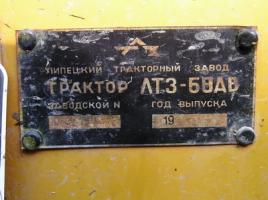 ЛИПЕЦКИЙ ТРАКТОРНЫЙ ЗАВОД
ТРАКТОР ЛТЗ-60АВ
ЗАВОДСКОЙ N ГОД ВЫПУСКА
19